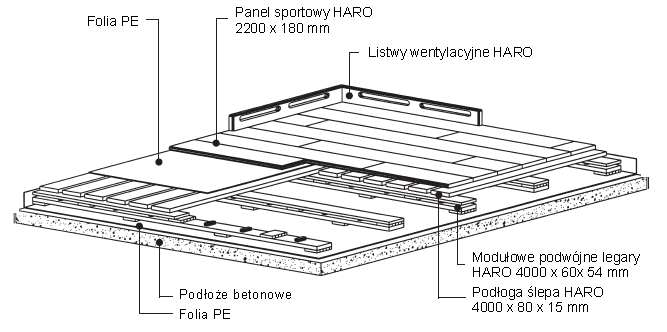 Folia PE
Panel sportowy HARO
2200 x 180 mm
Listwy wentylacyjne HARO
Modułowe podwójne legary
HARO 4000 x 60x 54 mm
Podłoga ślepa HARO
4000 x 80 x 15 mm
Podłoże betonowe
Folia PE